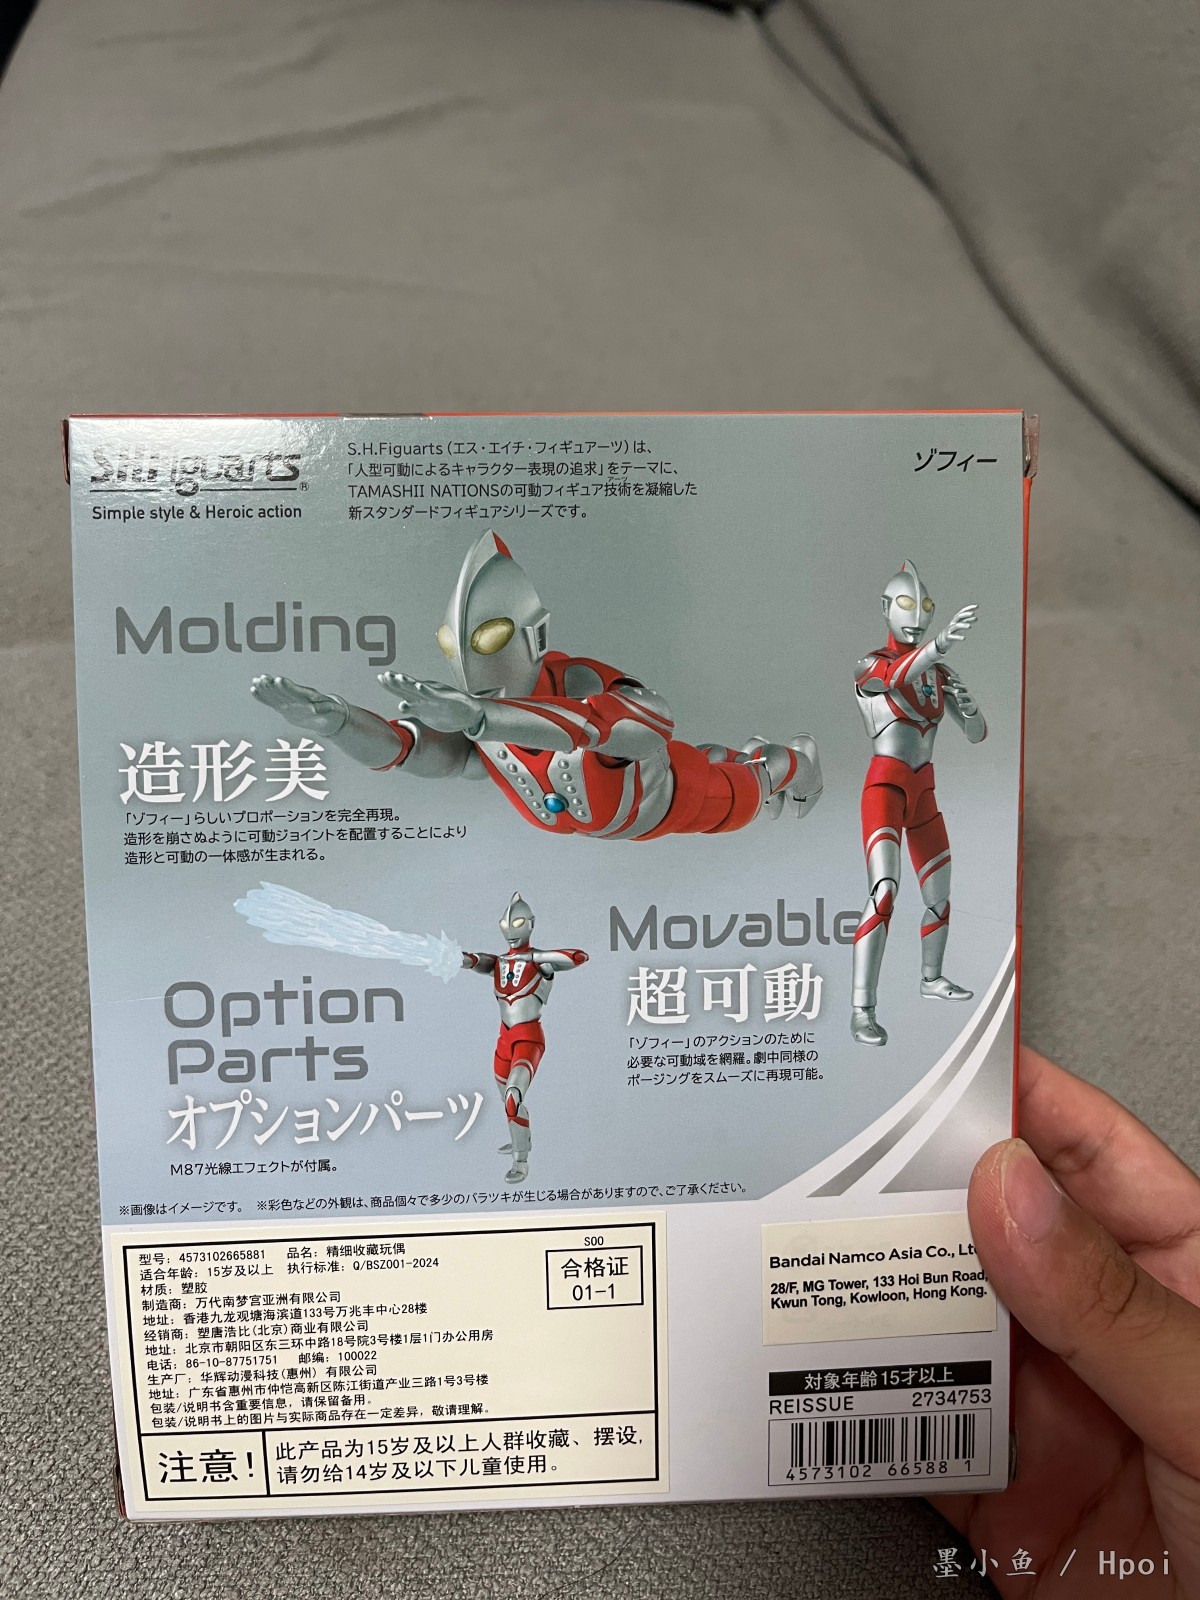 S.H.Figuarts®
Simple style & Heroic action
S.H.Figuarts（エス・エイチ・フィギュアーツ）は、
「人型可動によるキャラクター表現の追求」をテーマに、
TAMASHII NATIONSの可動フィギュア技術を凝縮した
アーツ
新スタンダードフィギュアシリーズです。
ゾフィー
Molding
造形美
「ゾフィー」らしいプロポーションを完全再現。
造形を崩さぬように可動ジョイントを配置することにより
造形と可動の一体感が生まれる。
Movable
超可動
「ゾフィー」のアクションのために
必要な可動域を網羅。劇中同様の
ポージングをスムーズに再現可能。
Option
Parts
オプションパーツ
M87光線エフェクトが付属。
※画像はイメージです。 ※彩色などの外観は、商品個々で多少のバラツキが生じる場合がありますので、ご了承ください。
型号：4573102665881 品名：精细收藏玩偶
适合年龄：15岁及以上 执行标准：Q/BSZ001-2024
材质：塑胶
制造商：万代南梦宫亚洲有限公司
地址：香港九龙观塘海滨道133号万兆丰中心28楼
经销商：塑唐浩比(北京)商业有限公司
地址：北京市朝阳区东三环中路18号院3号楼1层1门办公用房
电话：86-10-87751751 邮编：100022
生产厂：华辉动漫科技(惠州）有限公司
地址：广东省惠州市仲恺高新区陈江街道产业三路1号3号楼
包装/说明书含重要信息，请保留备用。
包装/说明书上的图片与实际商品存在一定差异，敬请理解。
S00
合格证
01-1
注意!
此产品为15岁及以上人群收藏、摆设,
请勿给14岁及以下儿童使用。
Bandai Namco Asia Co., Lt
28/F, MG Tower, 133 Hoi Bun Road,
Kwun Tong, Kowloon, Hong Kong.
対象年齢15才以上
REISSUE 2734753
4573102 66588 1
墨小鱼 / Hpoi